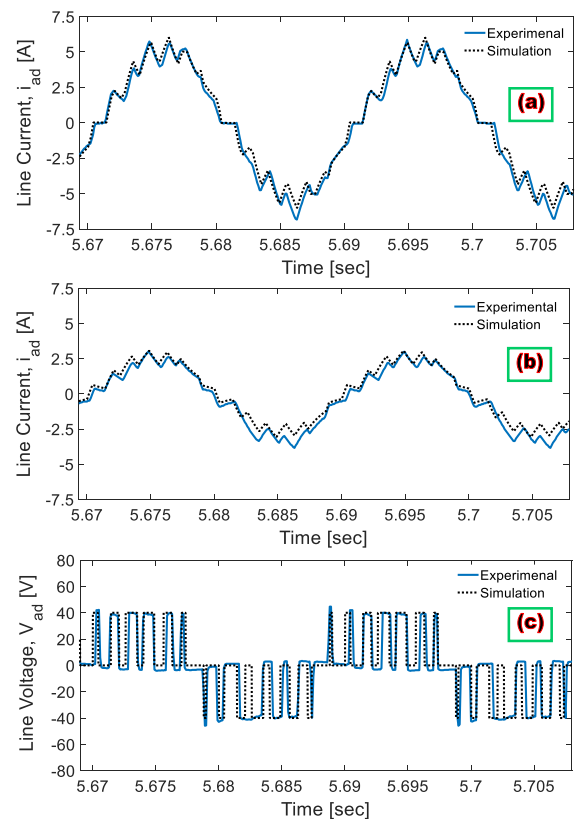 7.5
Experimenal
Simulation
5
2.5
(a)
0
-2.5
-5
-7.5
Line Current, i_ad [A]
5.67 5.675 5.68 5.685 5.69 5.695 5.7 5.705
Time [sec]
7.5
Experimental
Simulation
5
2.5
(b)
0
-2.5
-5
-7.5
Line Current, i_ad [A]
5.67 5.675 5.68 5.685 5.69 5.695 5.7 5.705
Time [sec]
80
Experimenal
Simulation
60
40
(c)
20
0
-20
-40
-60
-80
Line Voltage, V_ad [V]
5.67 5.675 5.68 5.685 5.69 5.695 5.7 5.705
Time [sec]